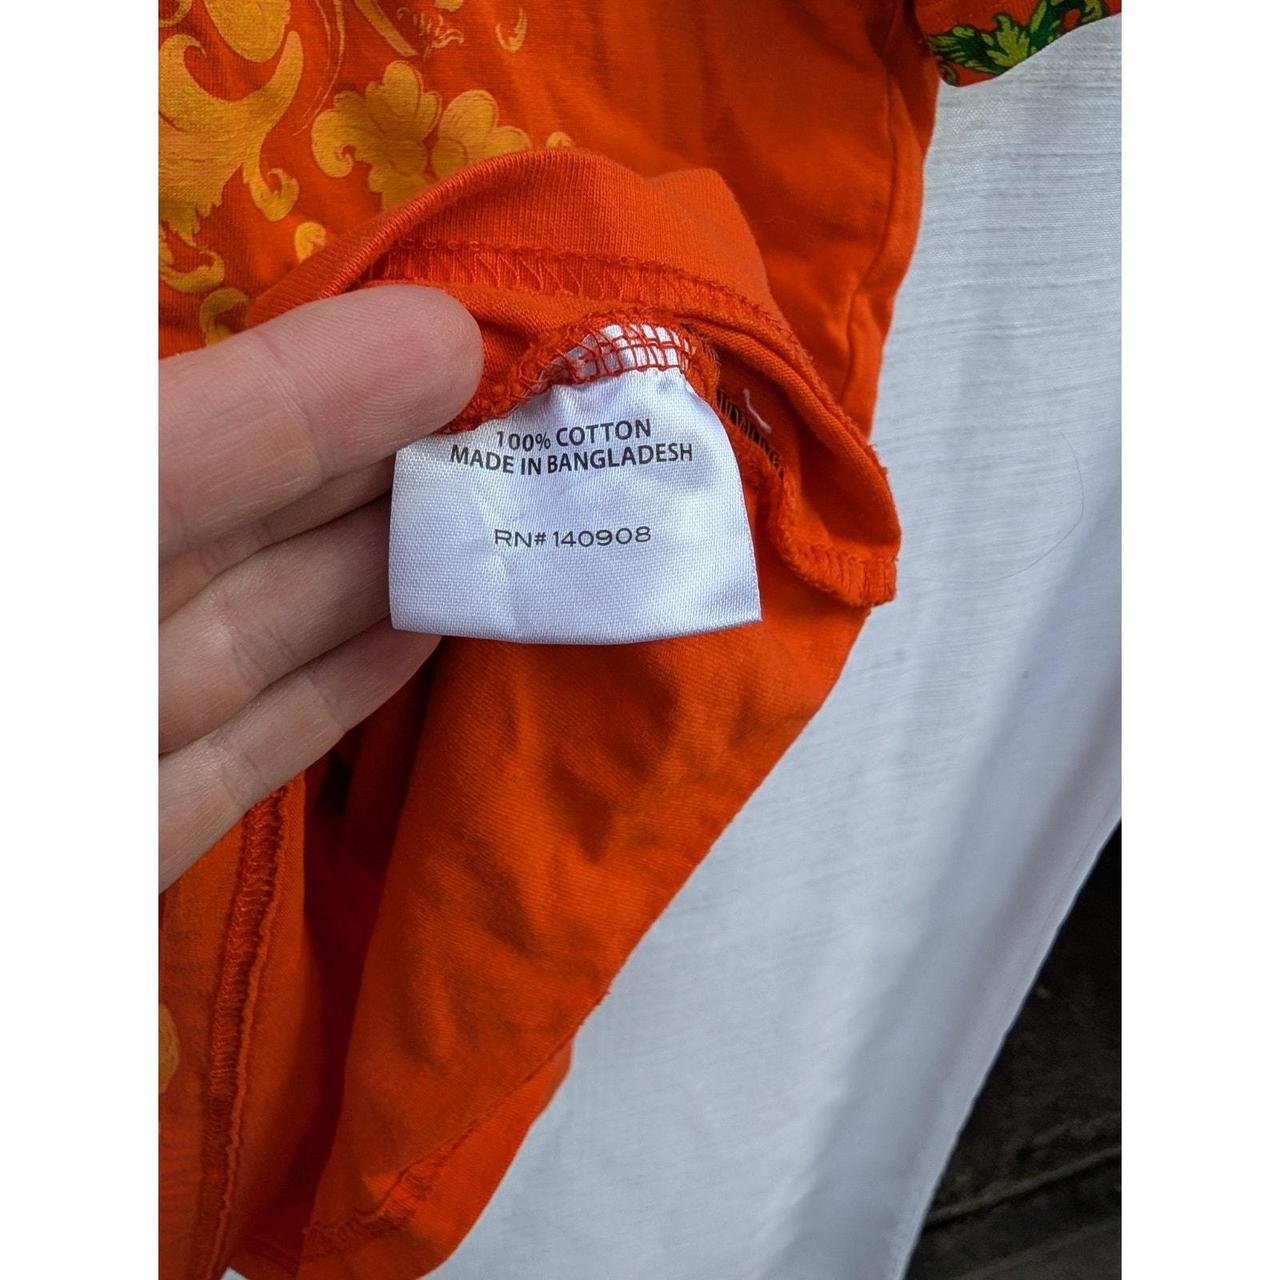 100% COTTON
MADE IN BANGLADESH
RN# 140908